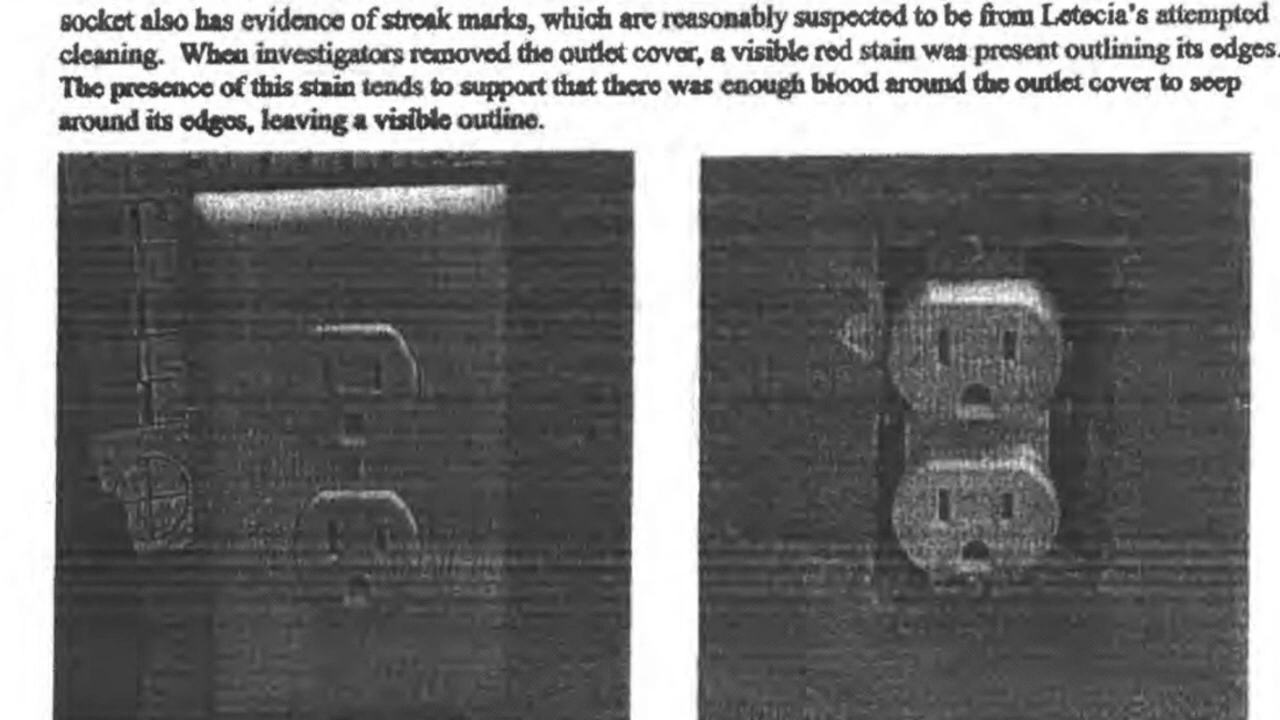 socket also has evidence of streak marks, which are reasonably suspected to be from Letecia's attempted
cleaning. When investigators removed the outlet cover, a visible red stain was present outlining its edges.
The presence of this stain tends to support that there was enough blood around the outlet cover to seep
around its edges, leaving a visible outline.